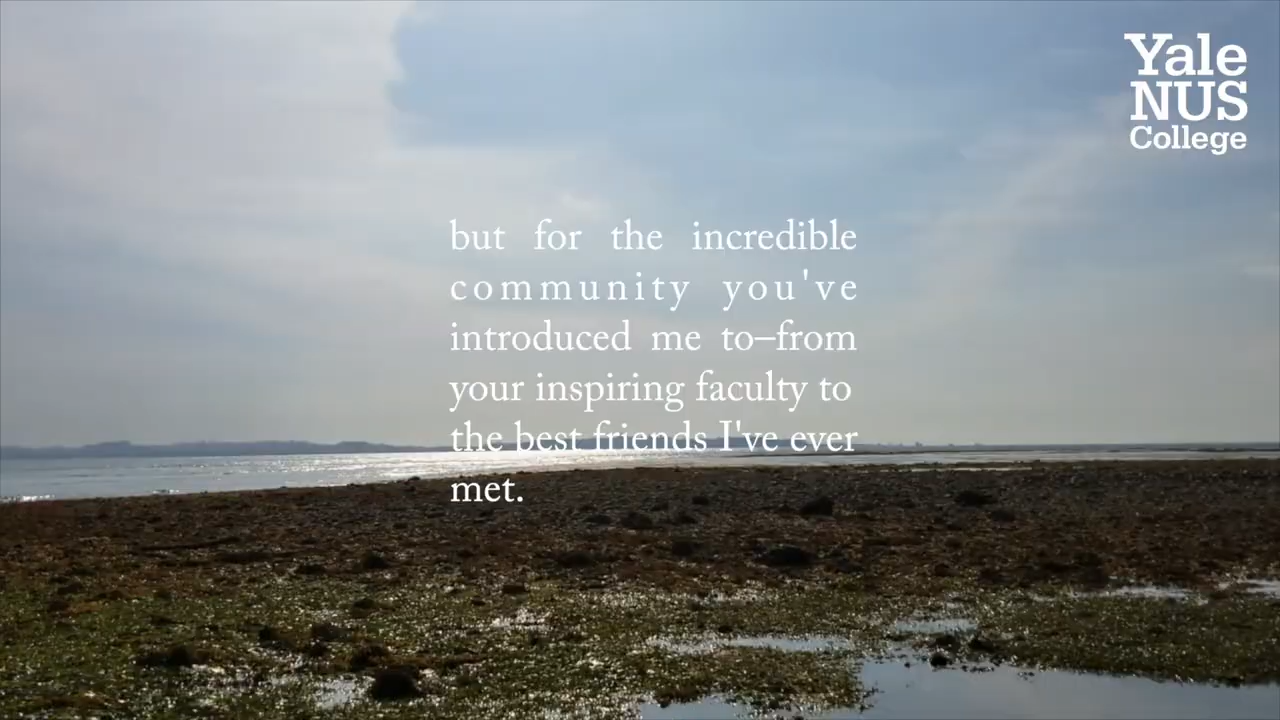 Yale
NUS
College
but for the incredible
community you've
introduced me to–from
your inspiring faculty to
the best friends I've ever
met.